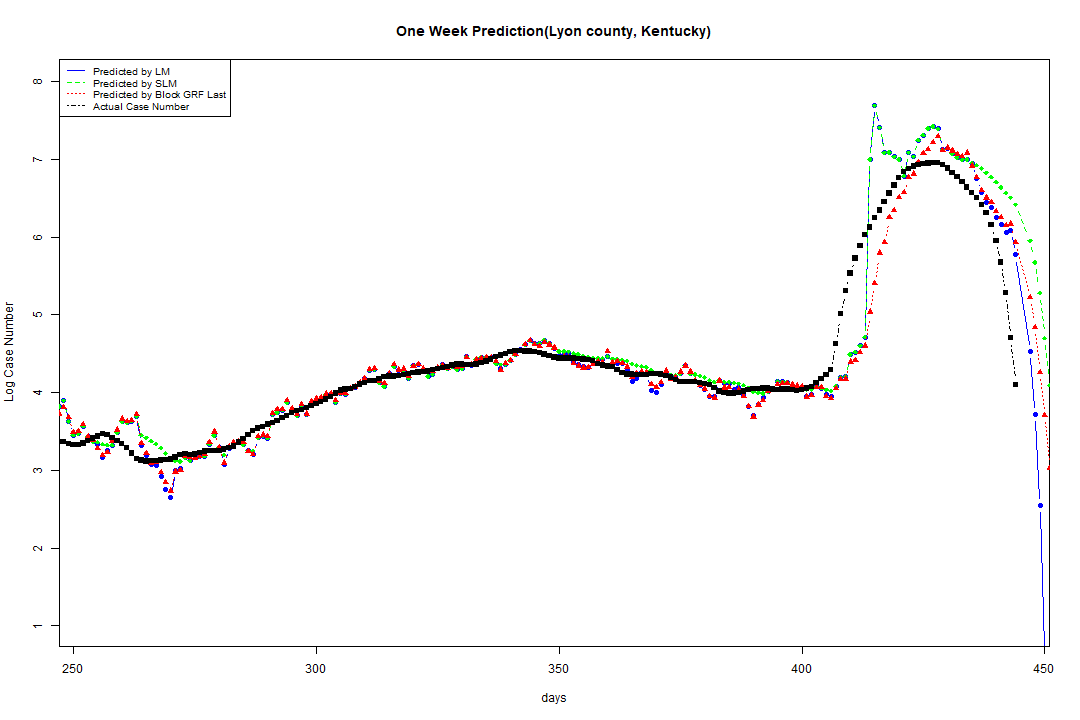 One Week Prediction(Lyon county, Kentucky)
Predicted by LM
Predicted by SLM
Predicted by Block GRF Last
Actual Case Number
8
7
6
5
4
3
2
1
Log Case Number
250 300 350 400 450
days